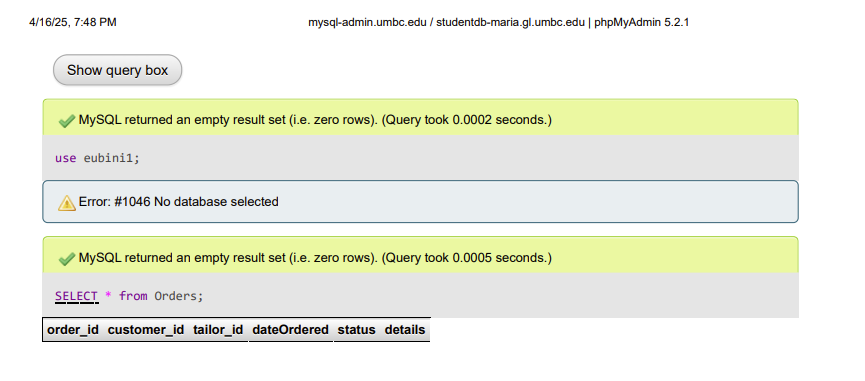 4/16/25, 7:48 PM mysql-admin.umbc.edu / studentdb-maria.gl.umbc.edu | phpMyAdmin 5.2.1
Show query box
MySQL returned an empty result set (i.e. zero rows). (Query took 0.0002 seconds.)
use eubini1;
Error: #1046 No database selected
MySQL returned an empty result set (i.e. zero rows). (Query took 0.0005 seconds.)
SELECT * from Orders;
order_id customer_id tailor_id dateOrdered status details